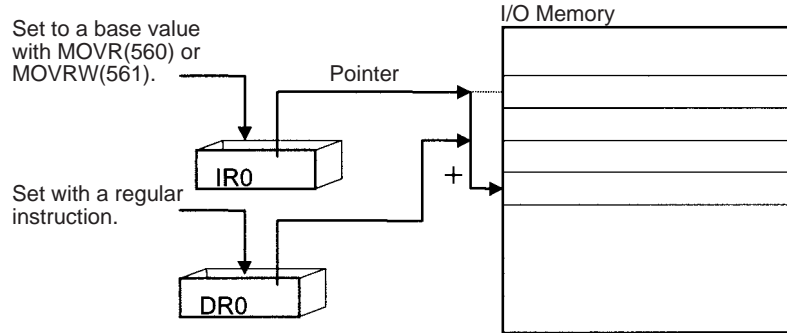 I/O Memory
Set to a base value
with MOVR(560) or
MOVRW(561).
Pointer
IR0
+
Set with a regular
instruction.
DR0